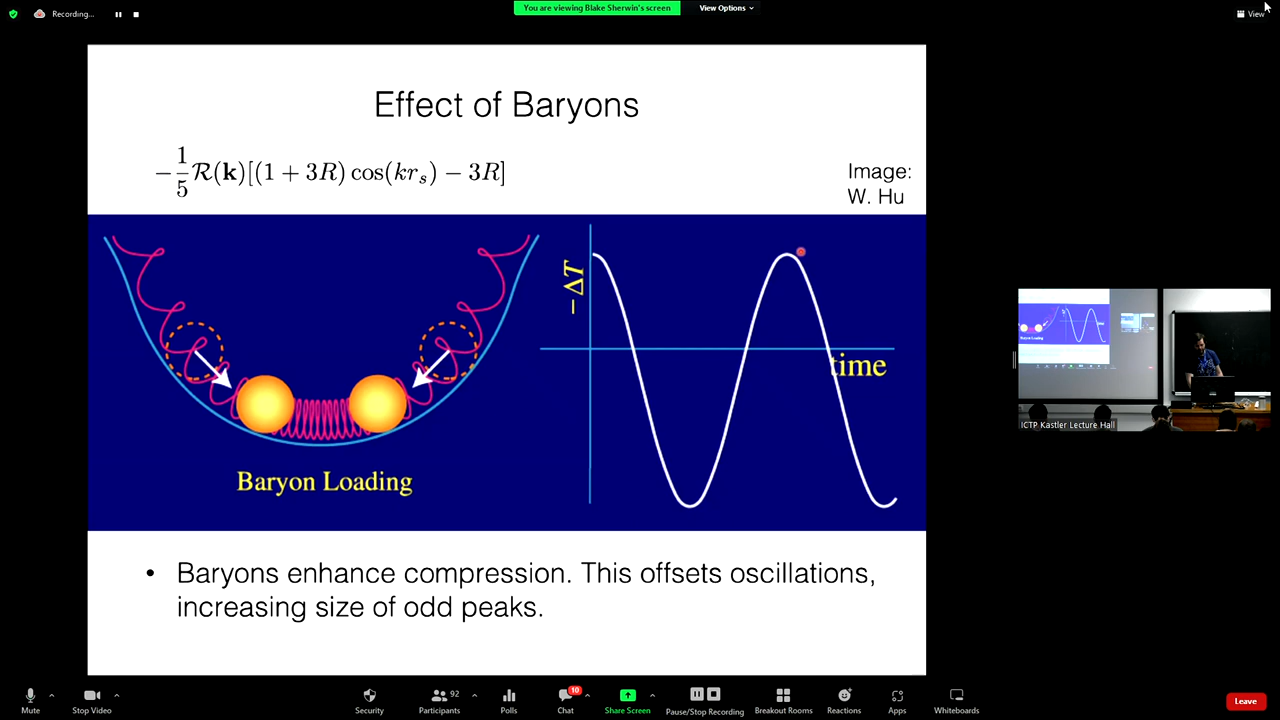 Recording...
You are viewing Blake Sherwin's screen
View Options
View
Effect of Baryons
$-\frac{1}{5}\mathcal{R}(\mathbf{k})[(1+3R)\cos(kr_s)-3R]$
Image:
W. Hu
−ΔT
time
Baryon Loading
• Baryons enhance compression. This offsets oscillations,
increasing size of odd peaks.
ICTP Kastler Lecture Hall
Mute
Stop Video
Security
Participants
92
Polls
Chat
10
Share Screen
Pause/Stop Recording
Breakout Rooms
Reactions
Apps
Whiteboards
Leave